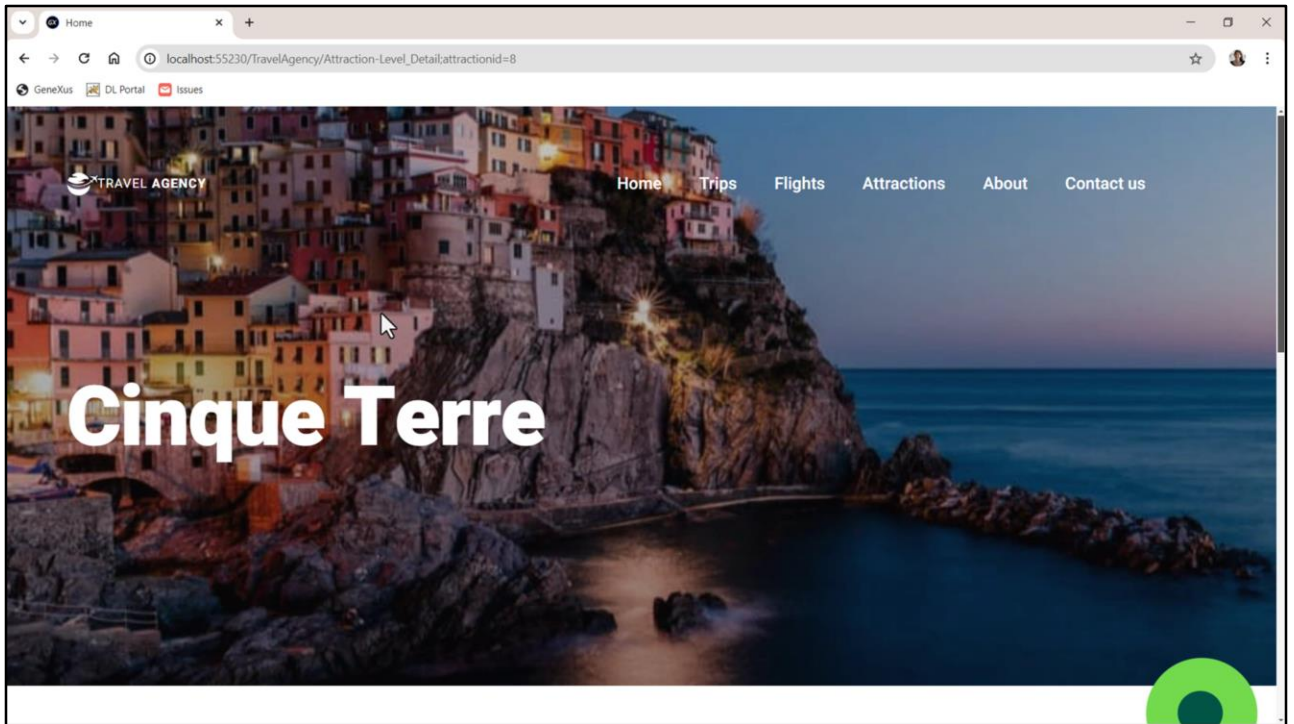 Home
localhost:55230/TravelAgency/Attraction-Level_Detail;attractionid=8
GeneXus DL Portal Issues
TRAVEL AGENCY Home Trips Flights Attractions About Contact us
Cinque Terre